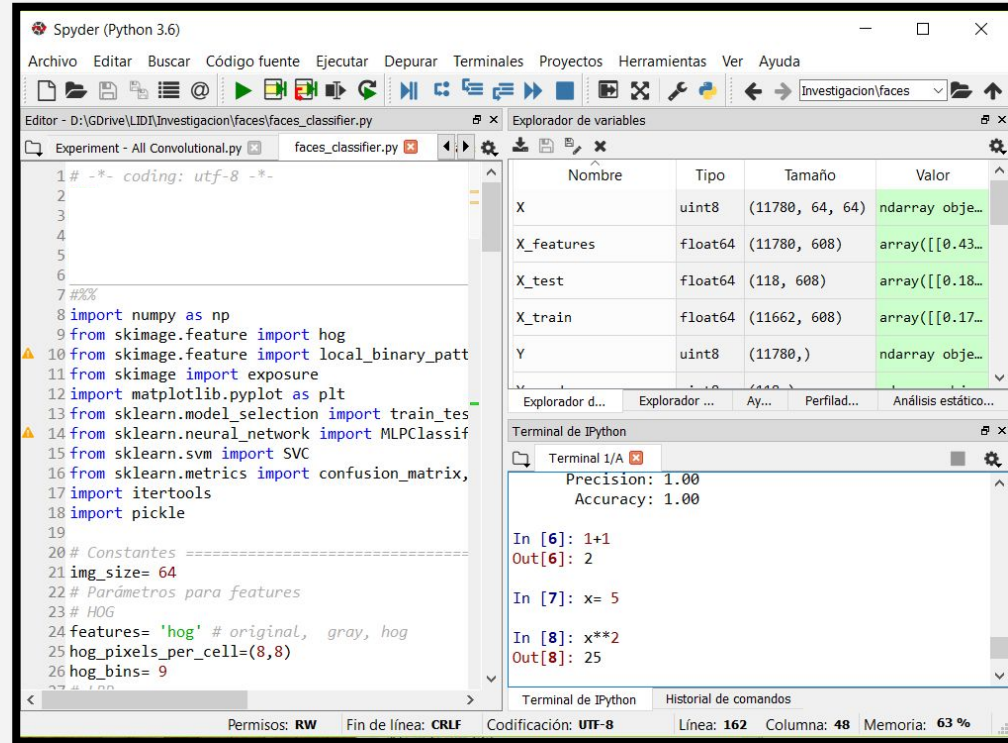 Spyder (Python 3.6)
Archivo Editar Buscar Código fuente Ejecutar Depurar Terminales Proyectos Herramientas Ver Ayuda
Investigacion\faces
Editor - D:\GDrive\LIDI\Investigacion\faces\faces_classifier.py
Experiment - All Convolutional.py faces_classifier.py
1 # -*- coding: utf-8 -*-
2
3
4
5
6
7 #%%
8 import numpy as np
9 from skimage.feature import hog
10 from skimage.feature import local_binary_patt
11 from skimage import exposure
12 import matplotlib.pyplot as plt
13 from sklearn.model_selection import train_tes
14 from sklearn.neural_network import MLPClassif
15 from sklearn.svm import SVC
16 from sklearn.metrics import confusion_matrix,
17 import itertools
18 import pickle
19
20 # Constantes ==================================
21 img_size= 64
22 # Parámetros para features
23 # HOG
24 features= 'hog' # original, gray, hog
25 hog_pixels_per_cell=(8,8)
26 hog_bins= 9
Explorador de variables
Nombre Tipo Tamaño Valor
X uint8 (11780, 64, 64) ndarray obje…
X_features float64 (11780, 608) array([[0.43…
X_test float64 (118, 608) array([[0.18…
X_train float64 (11662, 608) array([[0.17…
Y uint8 (11780,) ndarray obje…
Explorador d... Explorador ... Ay... Perfilad... Análisis estático...
Terminal de IPython
Terminal 1/A
Precision: 1.00
Accuracy: 1.00
In [6]: 1+1
Out[6]: 2
In [7]: x= 5
In [8]: x**2
Out[8]: 25
Terminal de IPython Historial de comandos
Permisos: RW Fin de línea: CRLF Codificación: UTF-8 Línea: 162 Columna: 48 Memoria: 63 %